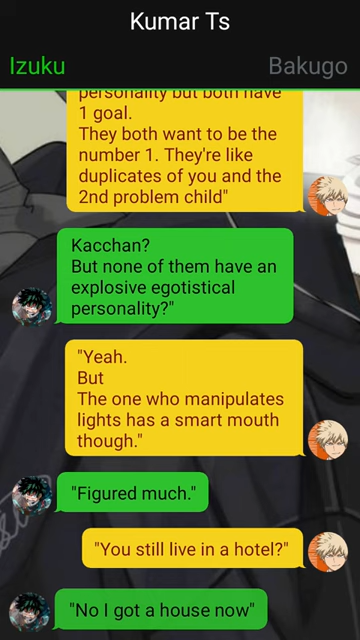 Kumar Ts
Izuku
Bakugo
personality but both have
1 goal.
They both want to be the
number 1. They're like
duplicates of you and the
2nd problem child"
Kacchan?
But none of them have an
explosive egotistical
personality?"
"Yeah.
But
The one who manipulates
lights has a smart mouth
though."
"Figured much."
"You still live in a hotel?"
"No I got a house now"